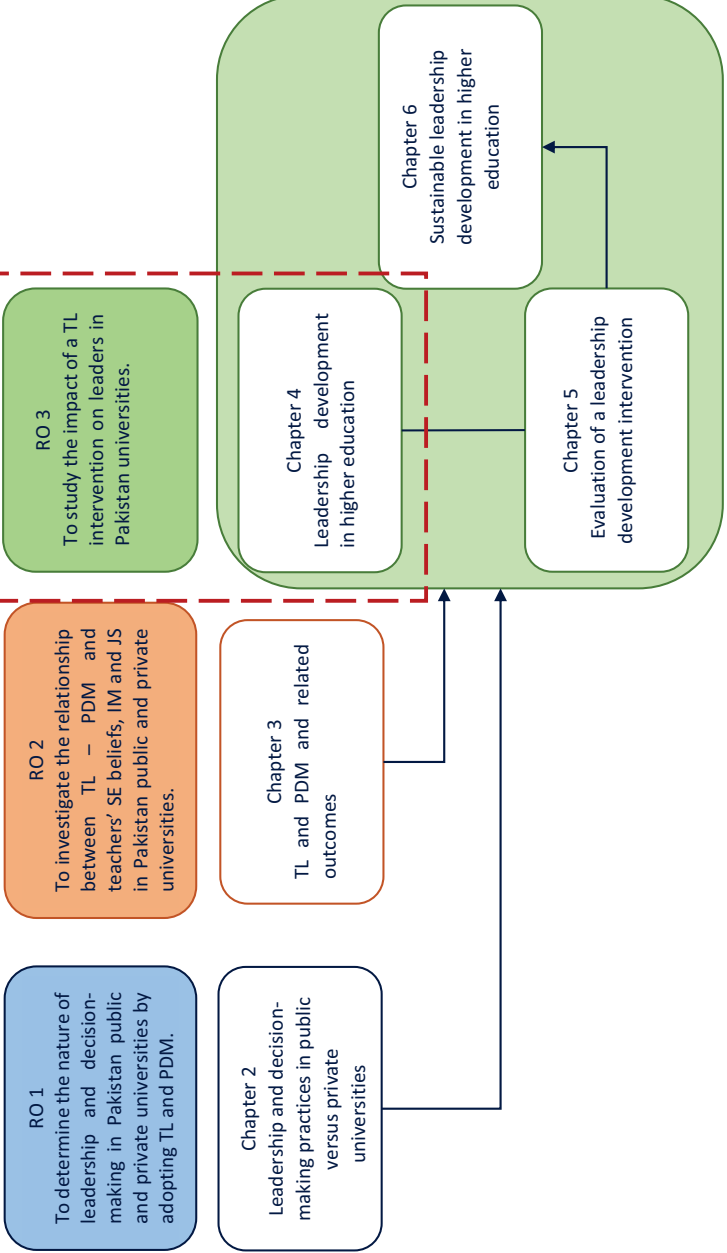 RO 1
To determine the nature of
leadership and decision-
making in Pakistan public
and private universities by
adopting TL and PDM.
RO 2
To investigate the relationship
between TL – PDM and
teachers’ SE beliefs, IM and JS
in Pakistan public and private
universities.
RO 3
To study the impact of a TL
intervention on leaders in
Pakistan universities.
Chapter 2
Leadership and decision-
making practices in public
versus private
universities
Chapter 3
TL and PDM and related
outcomes
Chapter 4
Leadership development
in higher education
Chapter 5
Evaluation of a leadership
development intervention
Chapter 6
Sustainable leadership
development in higher
education